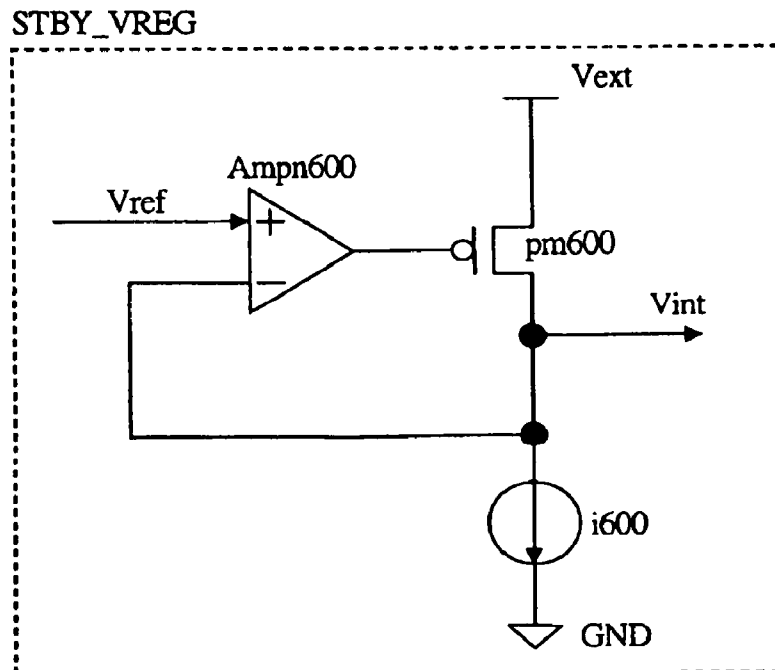 STBY_VREG
Vext
Ampn600
Vref
+
pm600
−
Vint
i600
GND